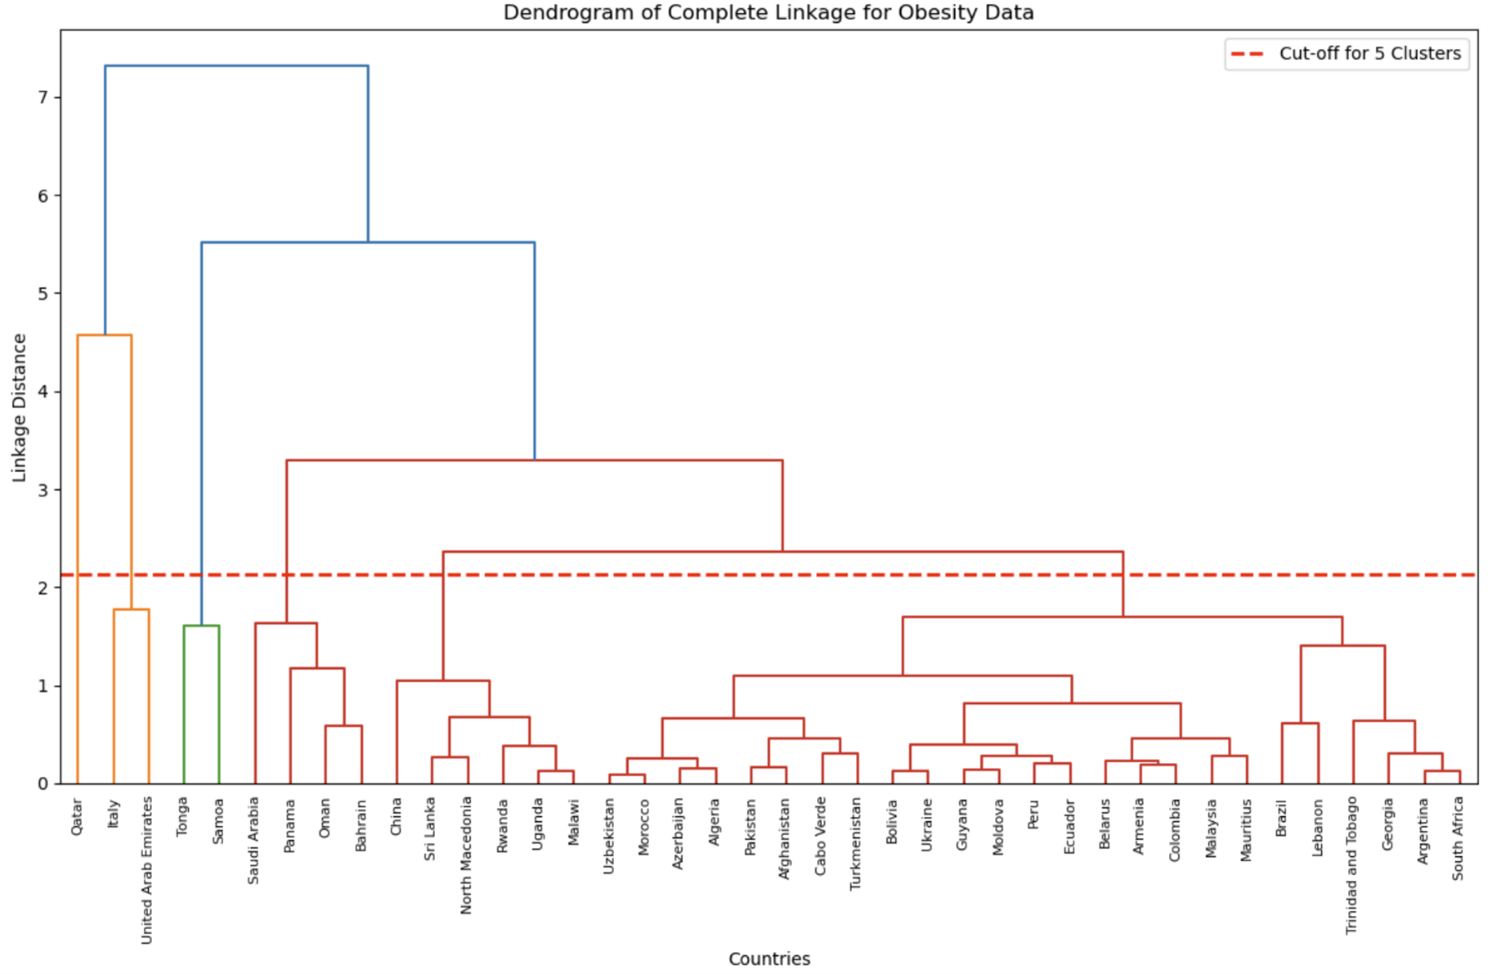 Dendrogram of Complete Linkage for Obesity Data
Cut-off for 5 Clusters
Linkage Distance
7
6
5
4
3
2
1
0
Qatar
Italy
United Arab Emirates
Tonga
Samoa
Saudi Arabia
Panama
Oman
Bahrain
China
Sri Lanka
North Macedonia
Rwanda
Uganda
Malawi
Uzbekistan
Morocco
Azerbaijan
Algeria
Pakistan
Afghanistan
Cabo Verde
Turkmenistan
Bolivia
Ukraine
Guyana
Moldova
Peru
Ecuador
Belarus
Armenia
Colombia
Malaysia
Mauritius
Brazil
Lebanon
Trinidad and Tobago
Georgia
Argentina
South Africa
Countries